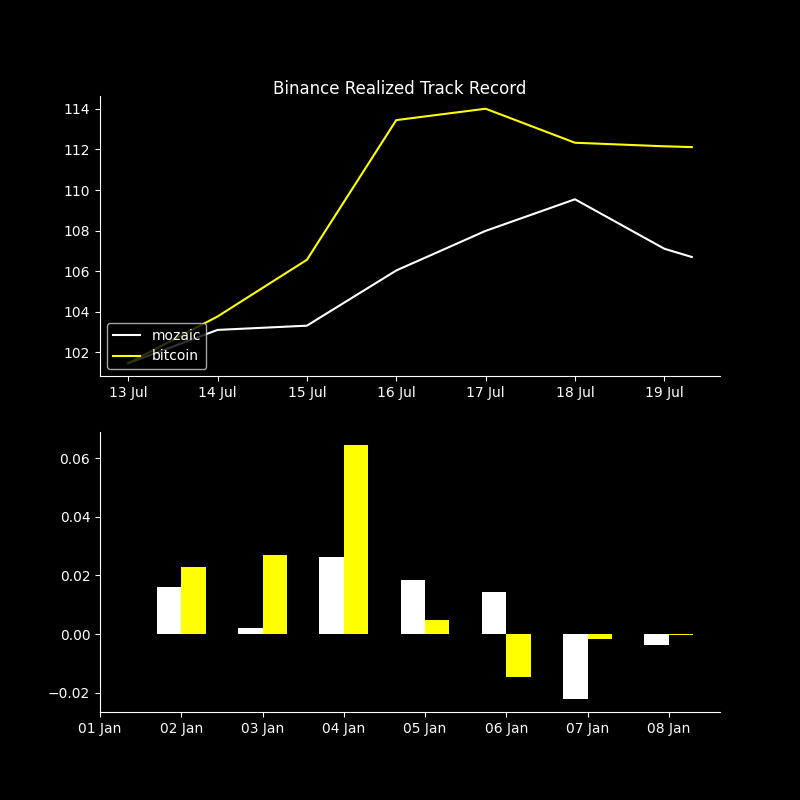 Binance Realized Track Record
114
112
110
108
106
104
102
mozaic
bitcoin
13 Jul 14 Jul 15 Jul 16 Jul 17 Jul 18 Jul 19 Jul
0.06
0.04
0.02
0.00
−0.02
01 Jan 02 Jan 03 Jan 04 Jan 05 Jan 06 Jan 07 Jan 08 Jan